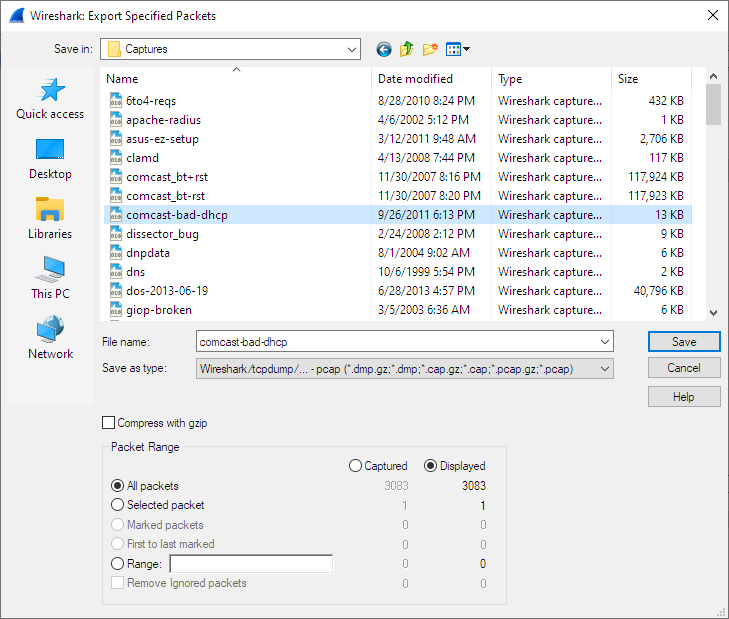 Wireshark: Export Specified Packets
Save in: Captures
Name Date modified Type Size
6to4-reqs 8/28/2010 8:24 PM Wireshark capture... 432 KB
apache-radius 4/6/2002 5:12 PM Wireshark capture... 1 KB
asus-ez-setup 3/12/2011 9:48 AM Wireshark capture... 2,706 KB
clamd 4/13/2008 7:44 PM Wireshark capture... 117 KB
comcast_bt+rst 11/30/2007 8:16 PM Wireshark capture... 117,924 KB
comcast_bt-rst 11/30/2007 8:20 PM Wireshark capture... 117,923 KB
comcast-bad-dhcp 9/26/2011 6:13 PM Wireshark capture... 13 KB
dissector_bug 2/24/2008 2:12 PM Wireshark capture... 9 KB
dnpdata 8/1/2004 9:02 AM Wireshark capture... 6 KB
dns 10/6/1999 5:54 PM Wireshark capture... 2 KB
dos-2013-06-19 6/28/2013 4:57 PM Wireshark capture... 40,796 KB
giop-broken 3/5/2003 6:36 AM Wireshark capture... 6 KB
Quick access
Desktop
Libraries
This PC
Network
File name: comcast-bad-dhcp Save
Save as type: Wireshark/tcpdump/... - pcap (*.dmp.gz;*.dmp;*.cap.gz;*.cap;*.pcap.gz;*.pcap) Cancel
Help
Compress with gzip
Packet Range
Captured Displayed
All packets 3083 3083
Selected packet 1 1
Marked packets 0 0
First to last marked 0 0
Range: 0 0
Remove Ignored packets 0 0